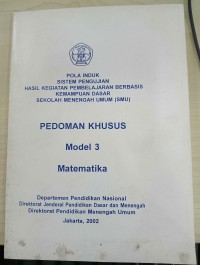 POLA INDUK
SISTEM PENGUJIAN
HASIL KEGIATAN PEMBELAJARAN BERBASIS
KEMAMPUAN DASAR
SEKOLAH MENENGAH UMUM (SMU)
PEDOMAN KHUSUS
Model 3
Matematika
Departemen Pendidikan Nasional
Direktorat Jenderal Pendidikan Dasar dan Menengah
Direktorat Pendidikan Menengah Umum
Jakarta, 2002